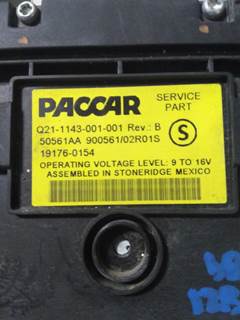 PACCAR
SERVICE
PART
Q21-1143-001-001 Rev.: B
50561AA 900561/02R01S
S
19176-0154
OPERATING VOLTAGE LEVEL: 9 TO 16V
ASSEMBLED IN STONERIDGE MEXICO